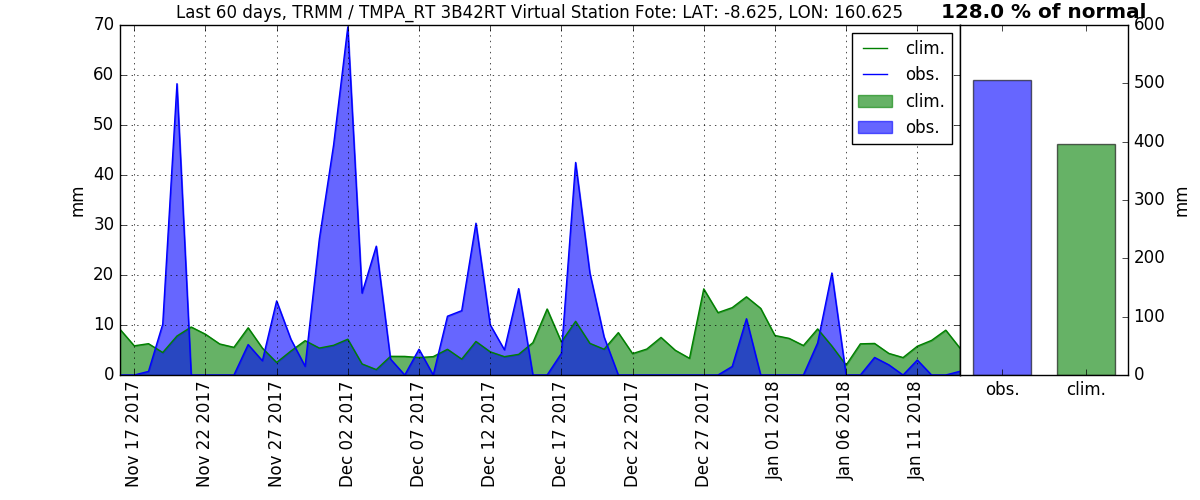 Last 60 days, TRMM / TMPA_RT 3B42RT Virtual Station Fote: LAT: -8.625, LON: 160.625
128.0 % of normal
70
60
50
40
30
20
10
0
mm
clim.
obs.
clim.
obs.
Nov 17 2017
Nov 22 2017
Nov 27 2017
Dec 02 2017
Dec 07 2017
Dec 12 2017
Dec 17 2017
Dec 22 2017
Dec 27 2017
Jan 01 2018
Jan 06 2018
Jan 11 2018
600
500
400
300
200
100
0
mm
obs.
clim.